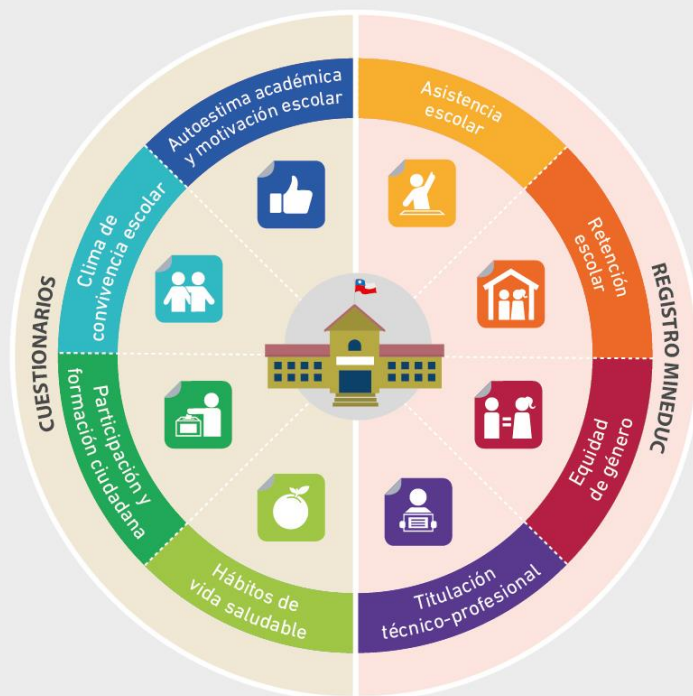 CUESTIONARIOS
Autoestima académica
y motivación escolar
Clima de
convivencia escolar
Participación y
formación ciudadana
Hábitos de
vida saludable
REGISTRO MINEDUC
Asistencia
escolar
Retención
escolar
Equidad
de género
Titulación
técnico-profesional